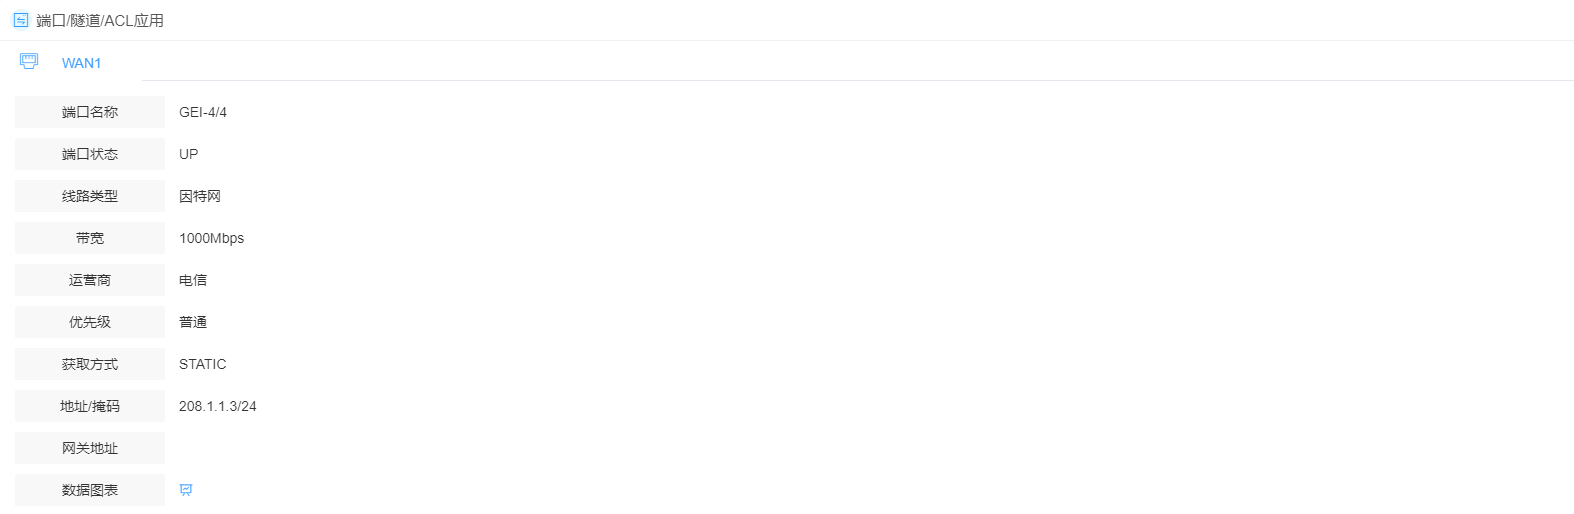 端口/隧道/ACL应用
WAN1
端口名称 GEI-4/4
端口状态 UP
线路类型 因特网
带宽 1000Mbps
运营商 电信
优先级 普通
获取方式 STATIC
地址/掩码 208.1.1.3/24
网关地址
数据图表